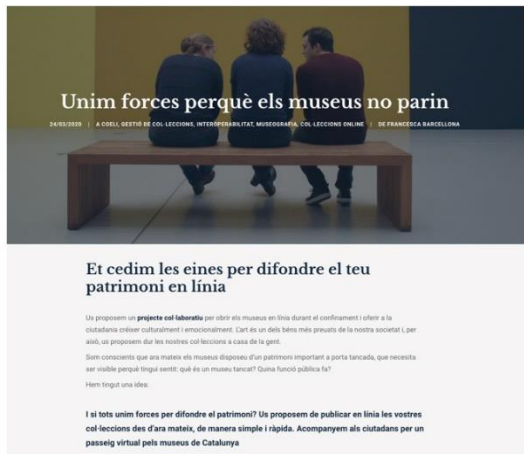 Unim forces perquè els museus no parin
24/03/2020 | A COELI, GESTIÓ DE COL·LECCIONS, INTEROPERABILITAT, MUSEOGRAFIA, COL·LECCIONS ONLINE | DE FRANCESCA BARCELLONA
Et cedim les eines per difondre el teu
patrimoni en línia
Us proposem un projecte col·laboratiu per obrir els museus en línia durant el confinament i oferir a la
ciutadania créixer culturalment i emocionalment. L'art és un dels béns més preuats de la nostra societat i, per
això, us proposem dur les nostres col·leccions a casa de la gent.
Som conscients que ara mateix els museus disposeu d'un patrimoni important a porta tancada, que necesita
ser visible perquè tingui sentit: què és un museu tancat? Quina funció pública fa?
Hem tingut una idea:
I si tots unim forces per difondre el patrimoni? Us proposem de publicar en línia les vostres
col·leccions des d'ara mateix, de manera simple i ràpida. Acompanyem als ciutadans per un
passeig virtual pels museus de Catalunya